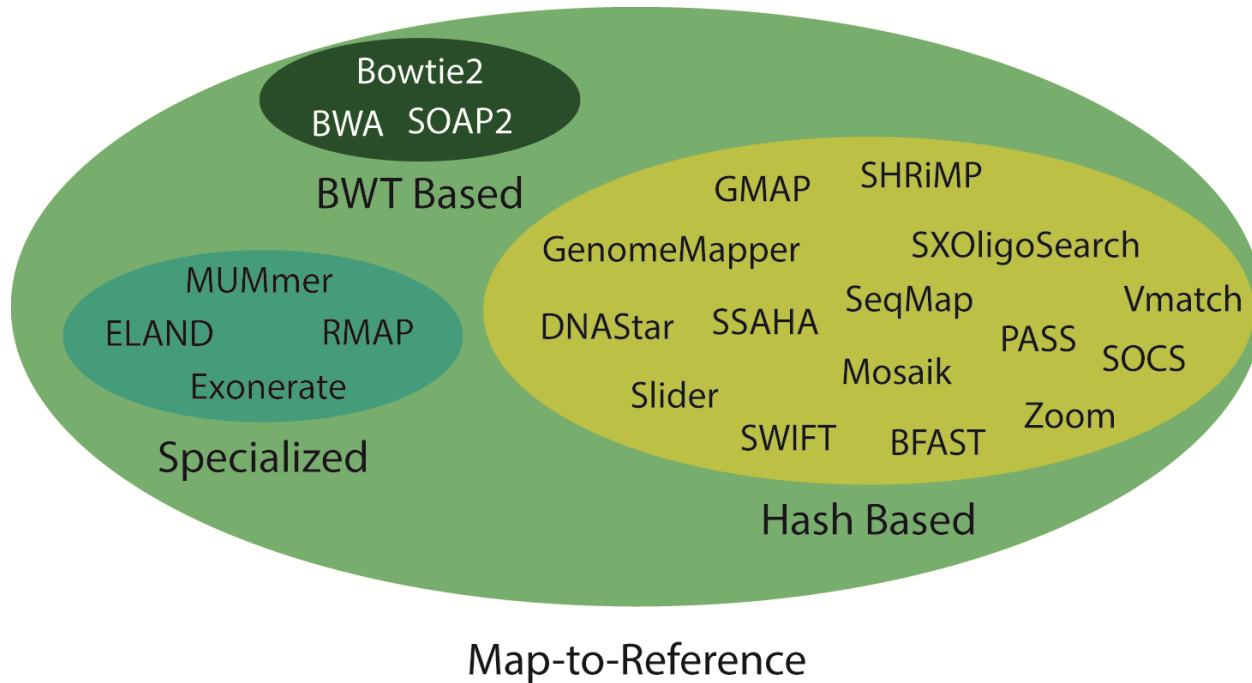 Bowtie2
BWA SOAP2
BWT Based
MUMmer
ELAND RMAP
Exonerate
Specialized
GMAP SHRiMP
GenomeMapper SXOligoSearch
DNAStar SSAHA SeqMap Vmatch
PASS SOCS
Slider Mosaik
SWIFT BFAST Zoom
Hash Based
Map-to-Reference